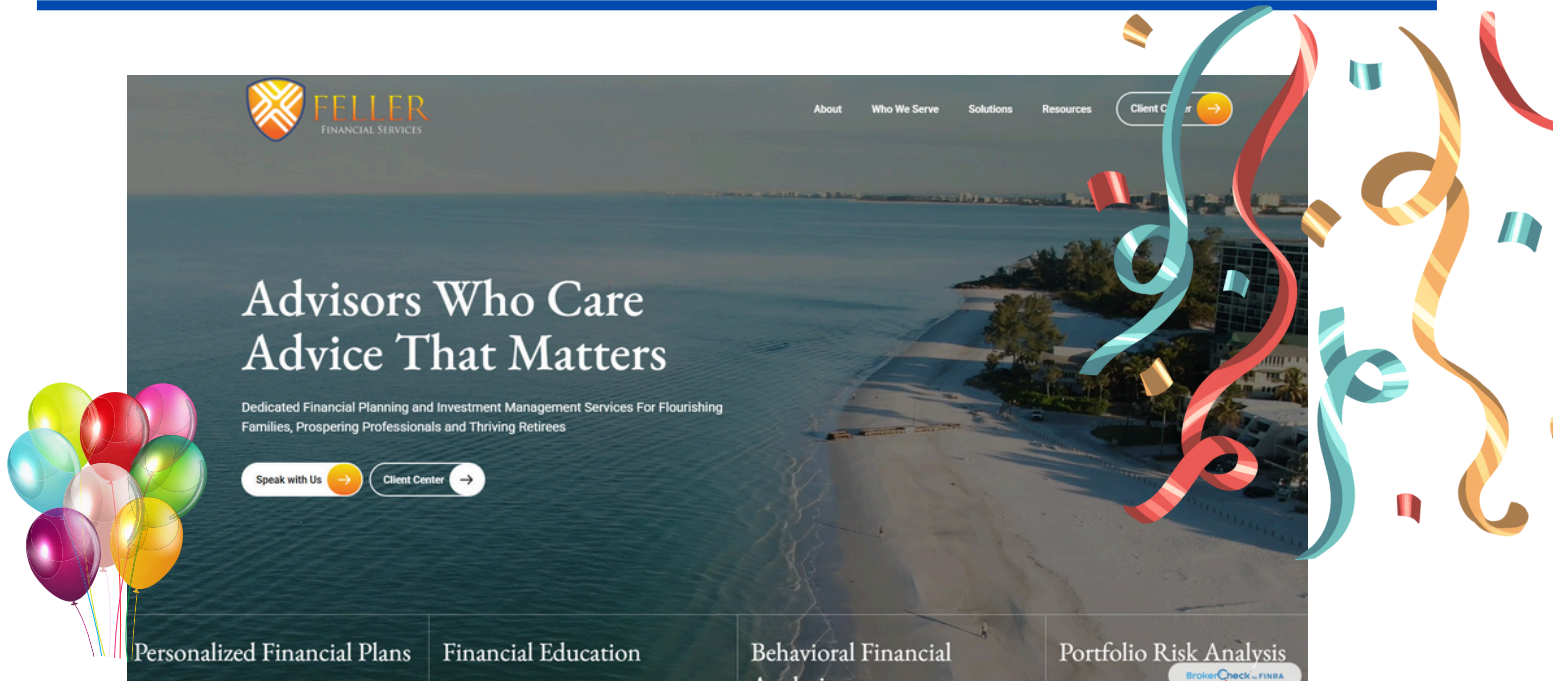 FELLER
FINANCIAL SERVICES
About
Who We Serve
Solutions
Resources
Client
Advisors Who Care
Advice That Matters
Dedicated Financial Planning and Investment Management Services For Flourishing
Families, Prospering Professionals and Thriving Retirees
Speak with Us
Client Center
Personalized Financial Plans
Financial Education
Behavioral Financial
Portfolio Risk Analysis
BrokerCheck by FINRA